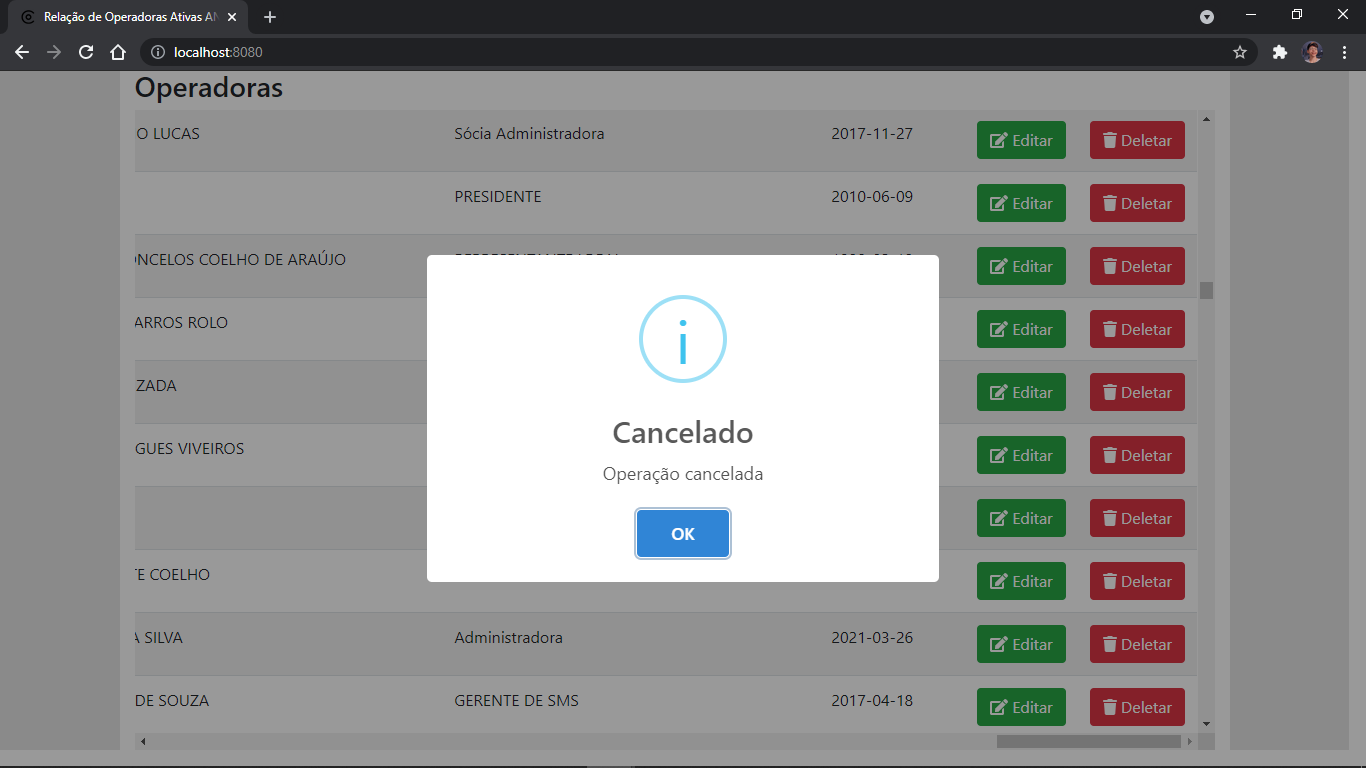 Relação de Operadoras Ativas AN
localhost:8080
Operadoras
O LUCAS Sócia Administradora 2017-11-27 Editar Deletar
PRESIDENTE 2010-06-09 Editar Deletar
ONCELOS COELHO DE ARAÚJO Editar Deletar
ARROS ROLO Editar Deletar
ZADA Editar Deletar
GUES VIVEIROS Editar Deletar
Editar Deletar
TE COELHO Editar Deletar
A SILVA Administradora 2021-03-26 Editar Deletar
DE SOUZA GERENTE DE SMS 2017-04-18 Editar Deletar
Cancelado
Operação cancelada
OK